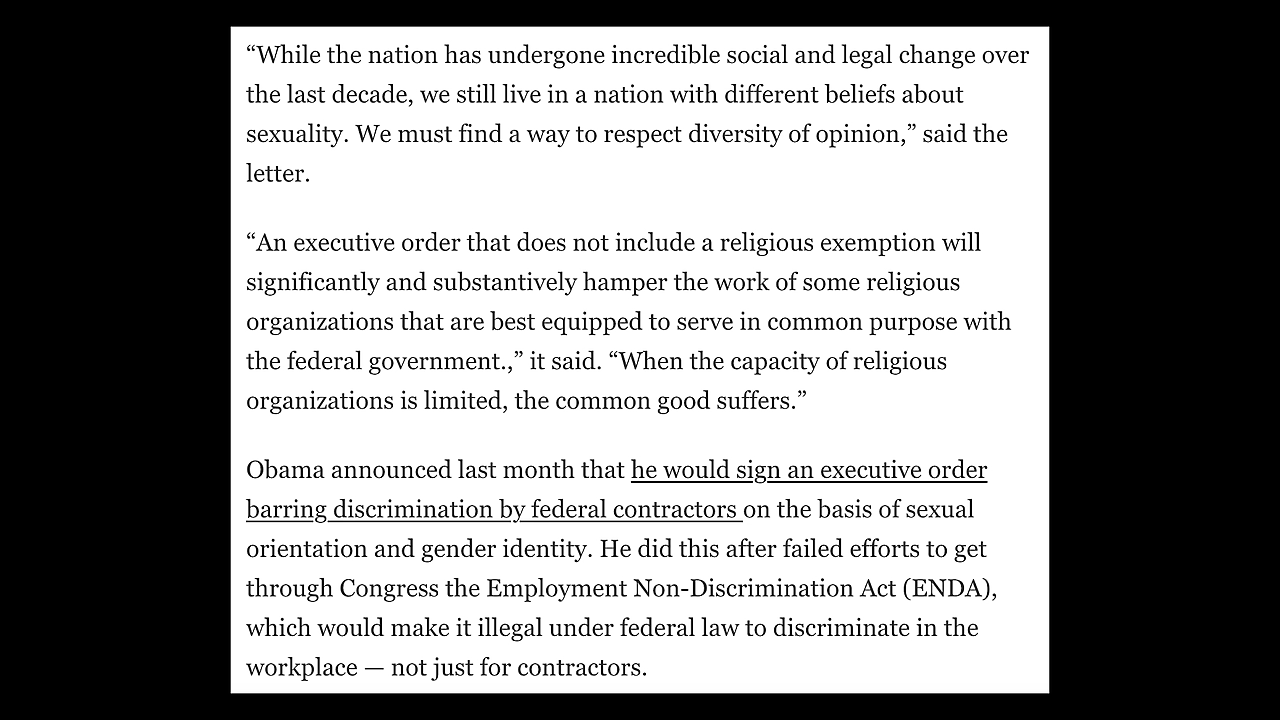 “While the nation has undergone incredible social and legal change over
the last decade, we still live in a nation with different beliefs about
sexuality. We must find a way to respect diversity of opinion,” said the
letter.
“An executive order that does not include a religious exemption will
significantly and substantively hamper the work of some religious
organizations that are best equipped to serve in common purpose with
the federal government.,” it said. “When the capacity of religious
organizations is limited, the common good suffers.”
Obama announced last month that he would sign an executive order
barring discrimination by federal contractors on the basis of sexual
orientation and gender identity. He did this after failed efforts to get
through Congress the Employment Non-Discrimination Act (ENDA),
which would make it illegal under federal law to discriminate in the
workplace — not just for contractors.